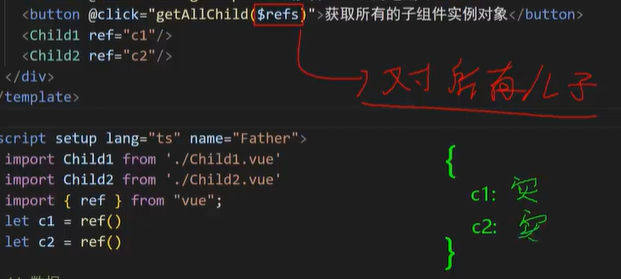 <button @click="getAllChild($refs)">获取所有的子组件实例对象</button>
<Child1 ref="c1"/>
<Child2 ref="c2"/>
</div>
/template>
对后有儿子
script setup lang="ts" name="Father">
import Child1 from './Child1.vue'
import Child2 from './Child2.vue'
import { ref } from "vue";
let c1 = ref()
let c2 = ref()
{
c1: 实
c2: 实
}